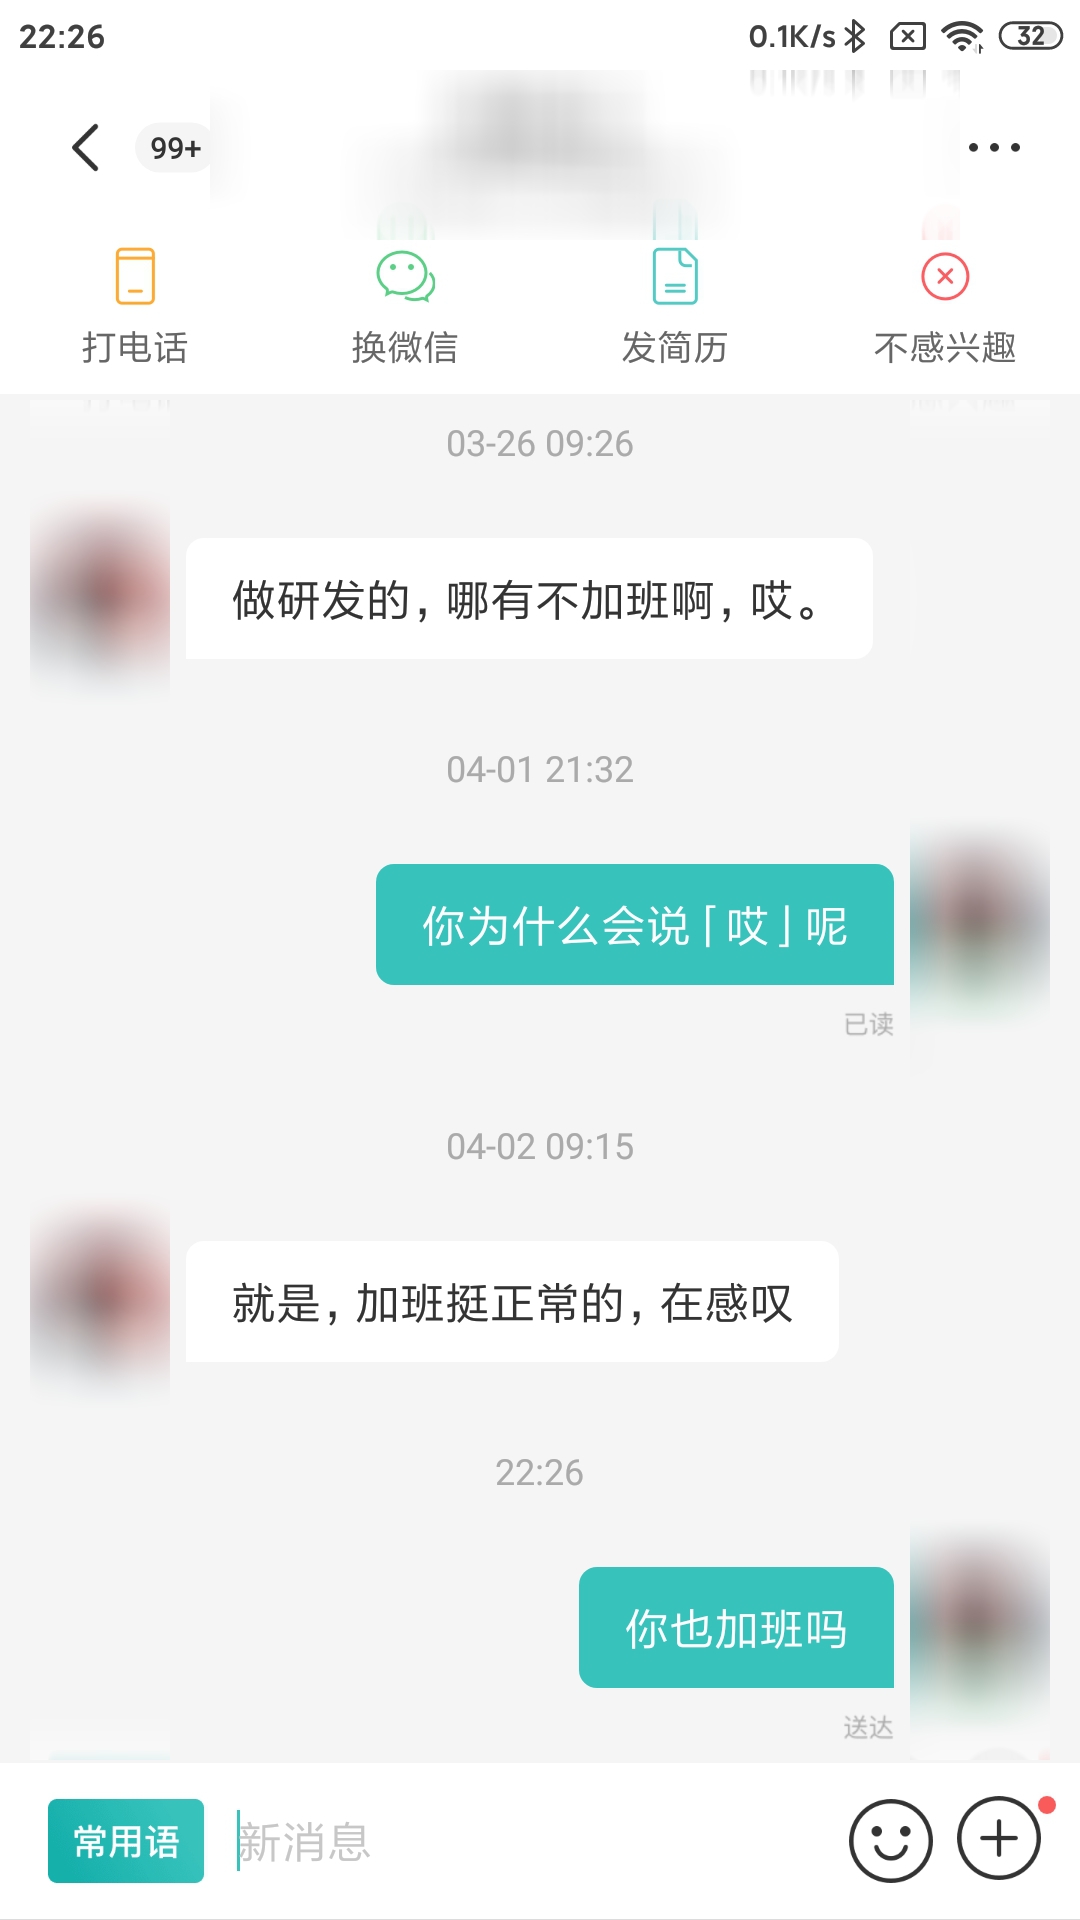 22:26 0.1K/s 32
99+
打电话 换微信 发简历 不感兴趣
03-26 09:26
做研发的，哪有不加班啊，哎。
04-01 21:32
你为什么会说「哎」呢
已读
04-02 09:15
就是，加班挺正常的，在感叹
22:26
你也加班吗
送达
常用语 新消息